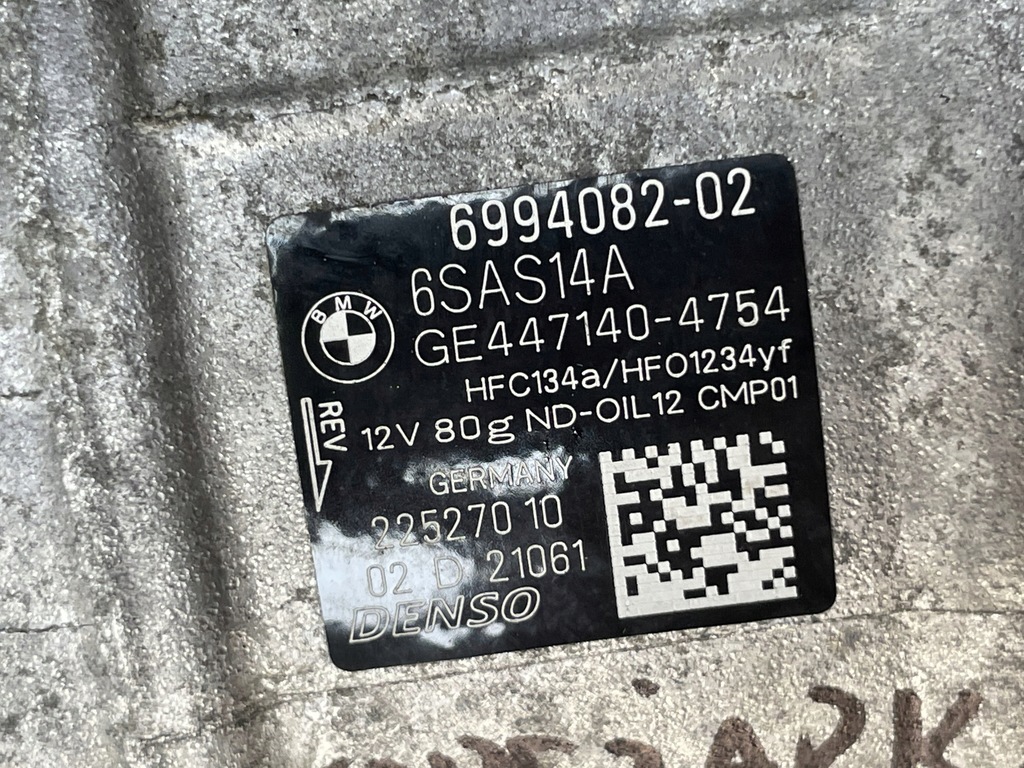 6994082-02
6SAS14A
BMW
GE447140-4754
HFC134a/HFO1234yf
REV
12V 80g ND-OIL12 CMP01
GERMANY
225270 10
02 D 21061
DENSO